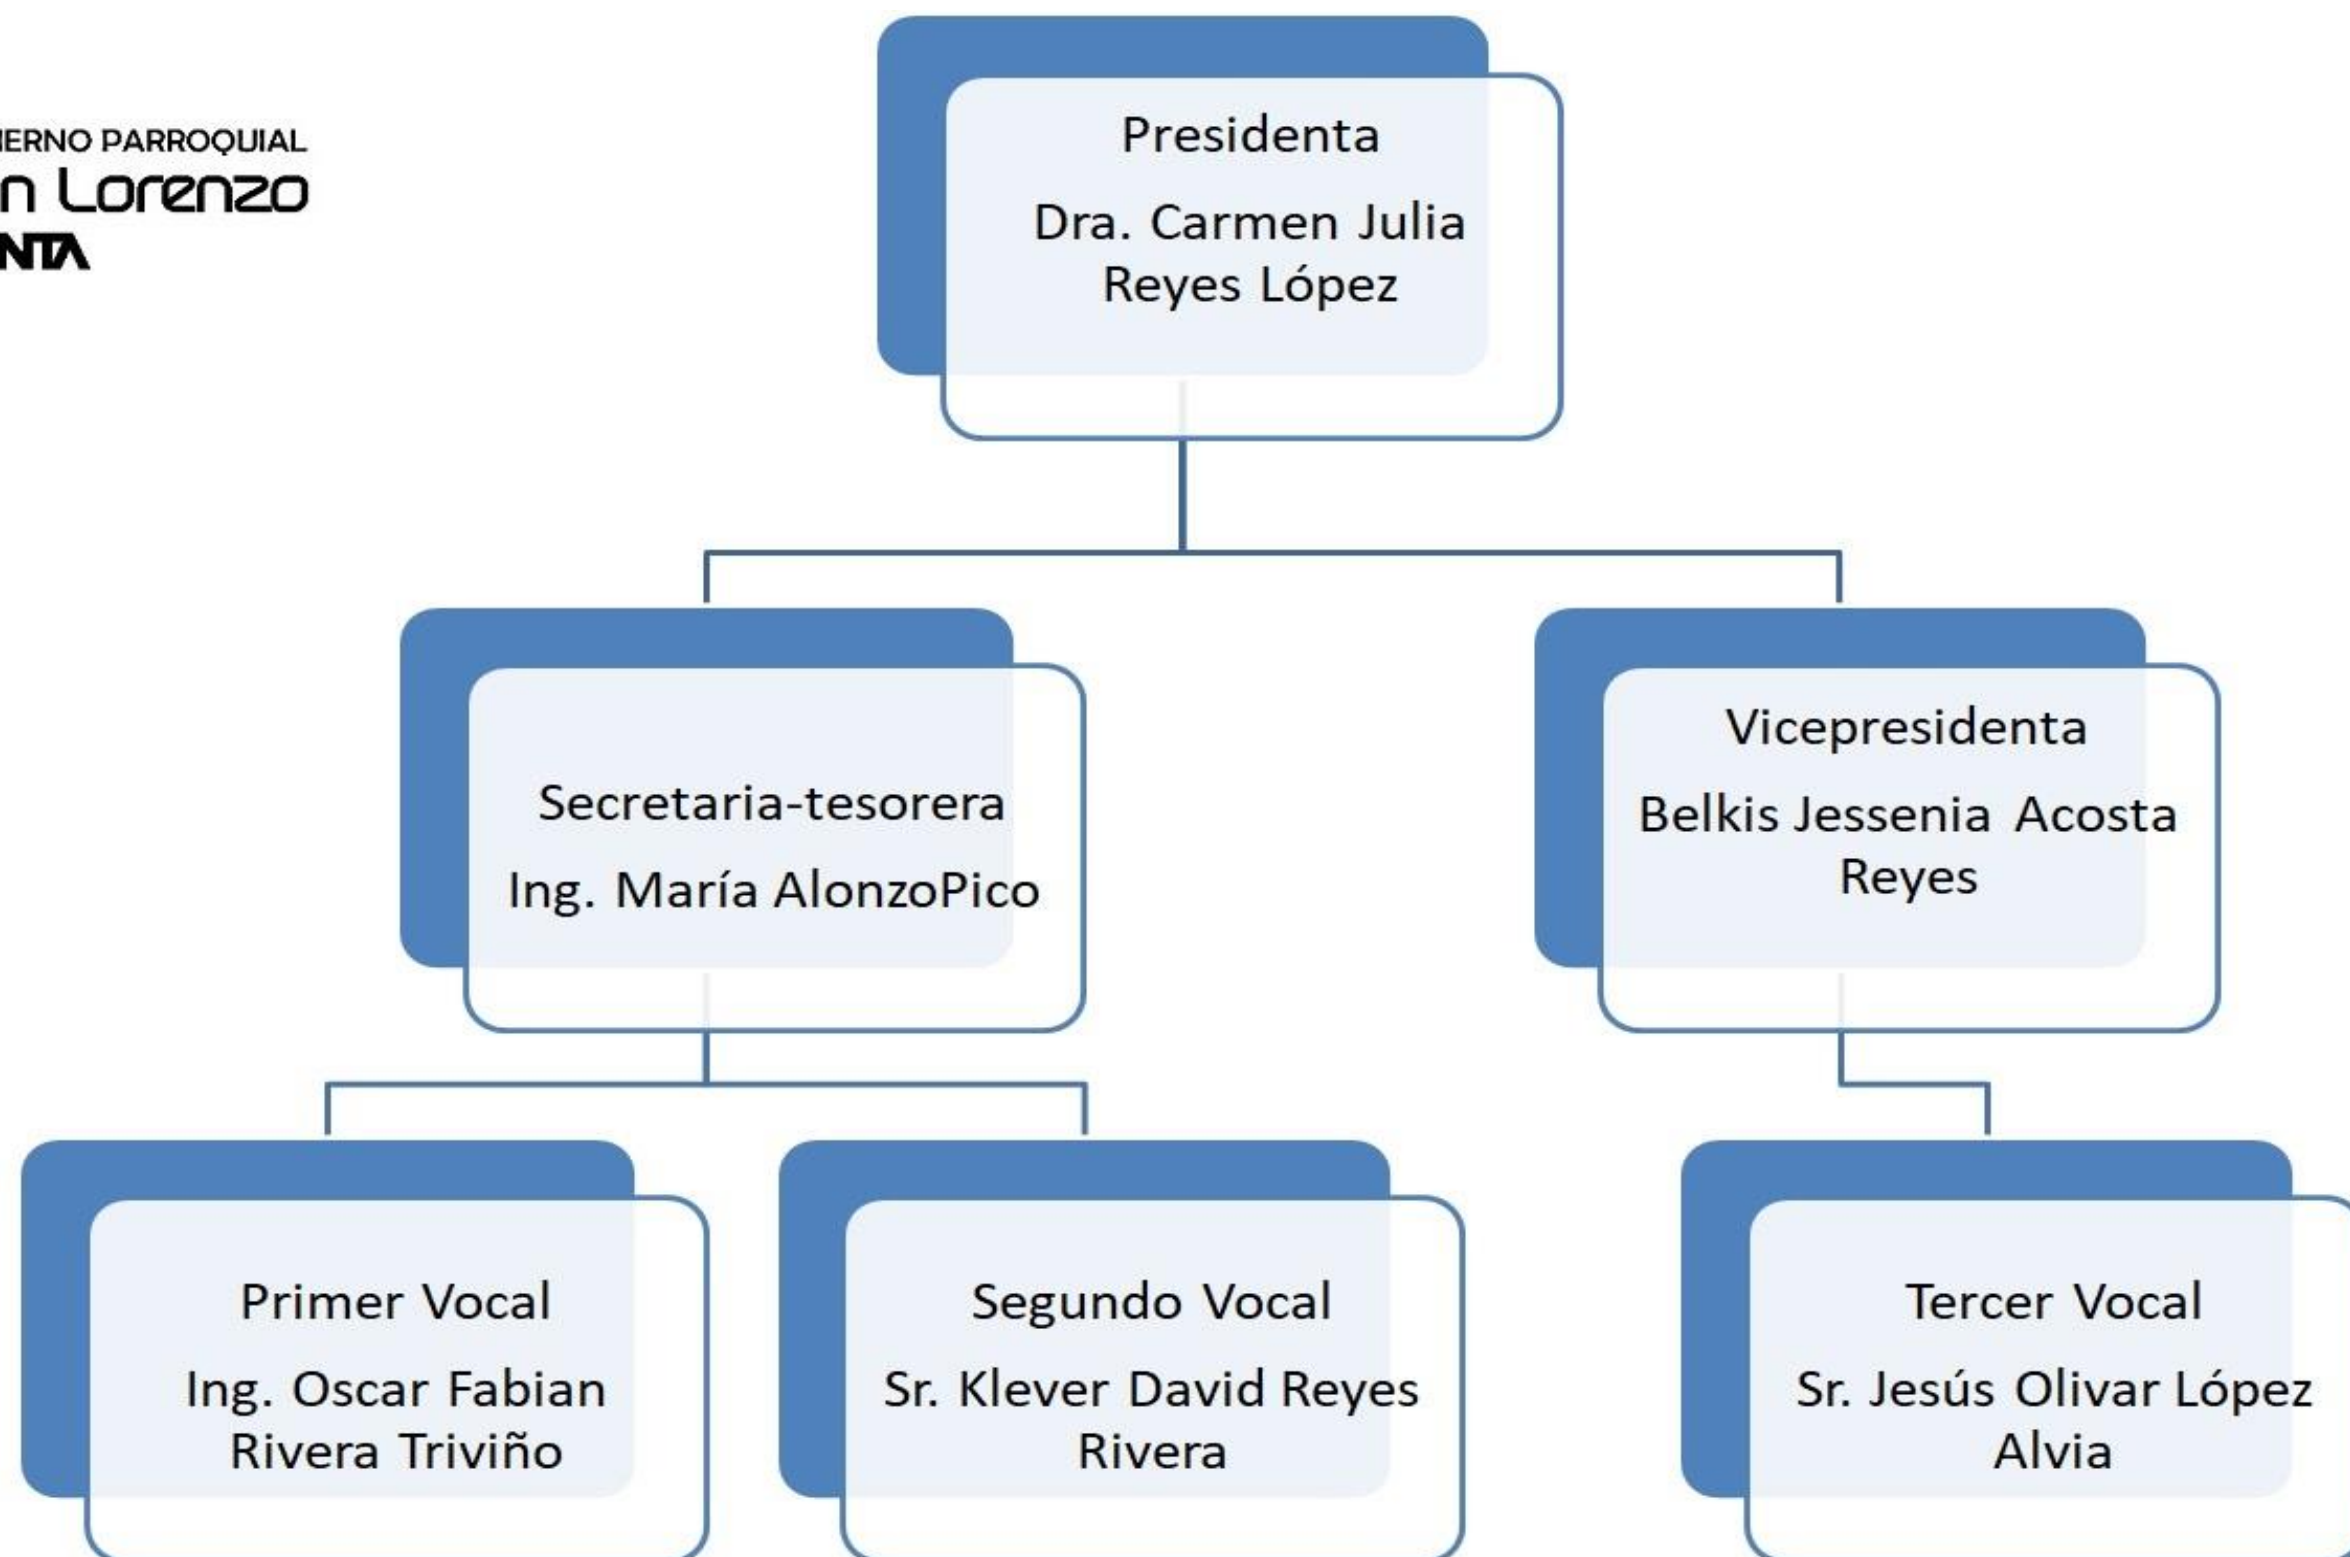 IERNO PARROQUIAL
n Lorenzo
NTA
Presidenta
Dra. Carmen Julia
Reyes López
Secretaria-tesorera
Ing. María AlonzoPico
Vicepresidenta
Belkis Jessenia Acosta
Reyes
Primer Vocal
Ing. Oscar Fabian
Rivera Triviño
Segundo Vocal
Sr. Klever David Reyes
Rivera
Tercer Vocal
Sr. Jesús Olivar López
Alvia